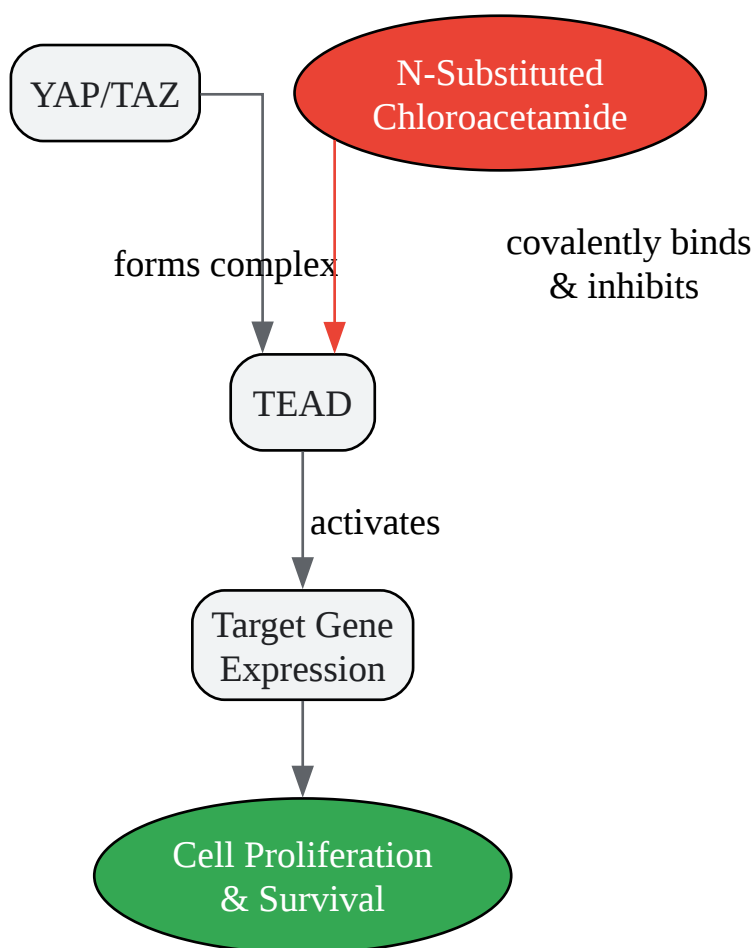 YAP/TAZ
N-Substituted
Chloroacetamide
forms complex
covalently binds
& inhibits
TEAD
activates
Target Gene
Expression
Cell Proliferation
& Survival